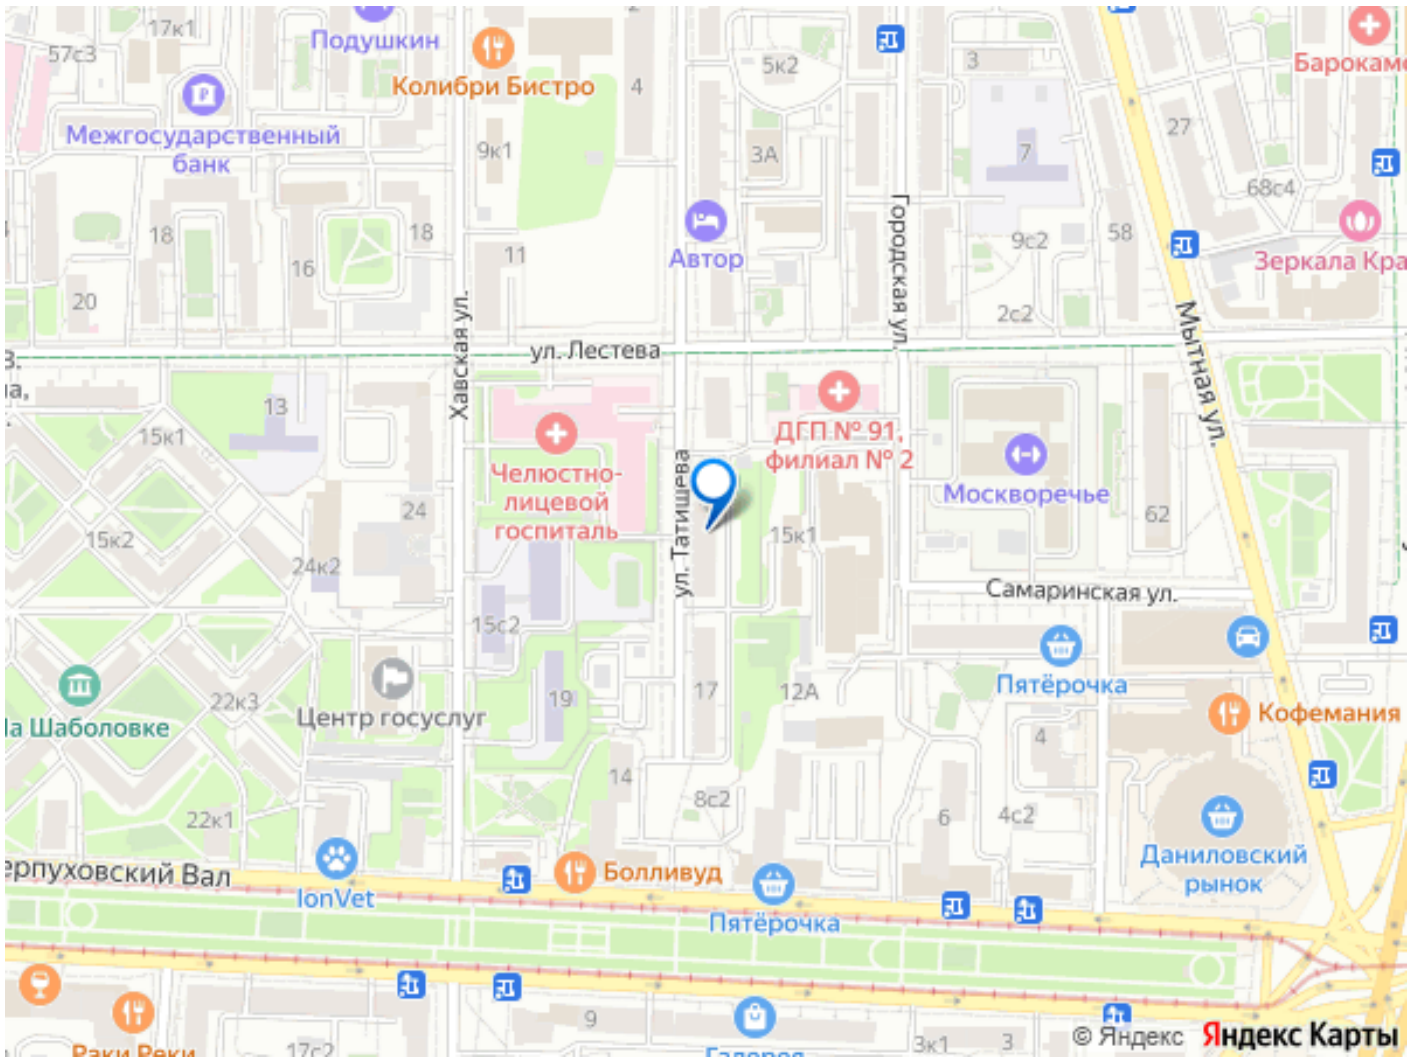 17к1
57с3
Подушкин
Колибри Бистро
4
5к2
3
Барокаме
Межгосударственный
банк
9к1
3А
7
27
68с4
18
16
18
11
Автор
Городская ул.
9с2
58
Зеркала Кра
20
Хавская ул.
2с2
Мытная ул.
ул. Лестева
13
15к1
Челюстно-
лицевой
госпиталь
ДГП № 91,
филиал № 2
Москворечье
24
62
15к2
ул. Татищева
15к1
24к2
Самаринская ул.
15с2
Пятёрочка
22к3
Центр госуслуг
19
17
12А
Кофемания
а Шаболовке
4
14
8с2
6
4с2
22к1
Даниловский
рынок
ерпуховский Вал
IonVet
Болливуд
Пятёрочка
9
3к1
3
17с2
Раки Реки
Галерея
© Яндекс Яндекс Карты